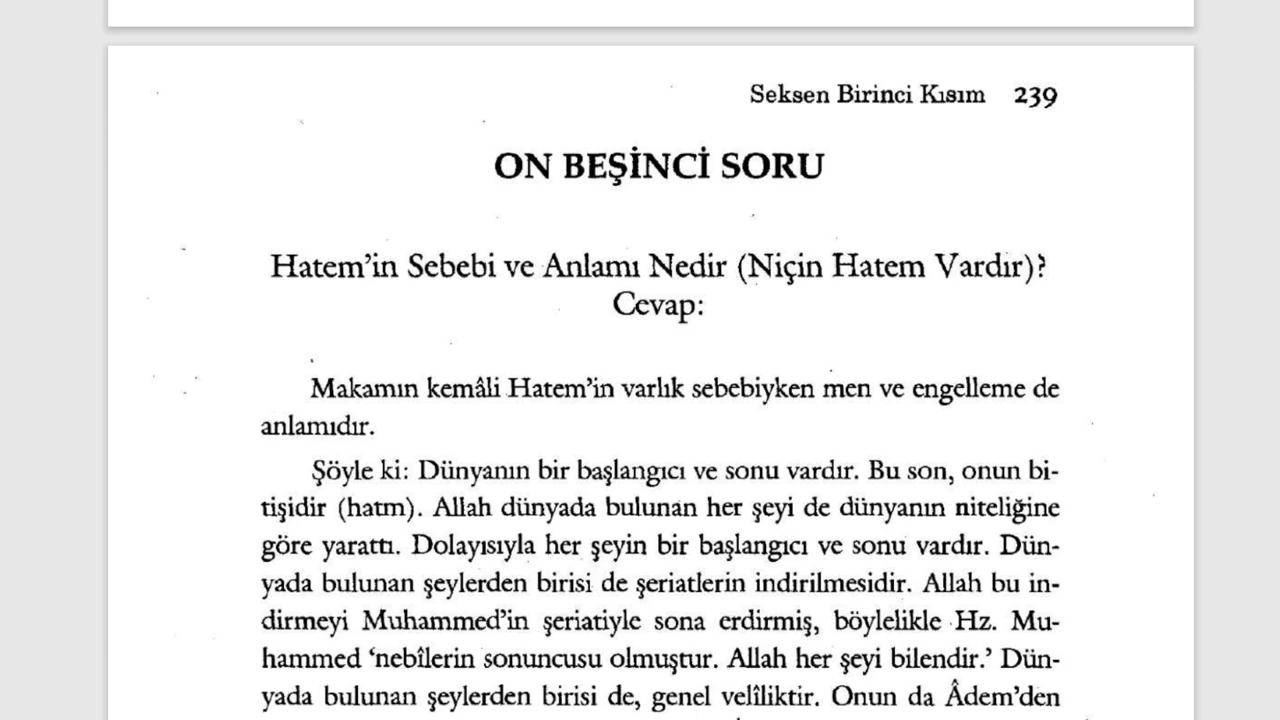 Seksen Birinci Kısım 239
ON BEŞİNCİ SORU
Hatem'in Sebebi ve Anlamı Nedir (Niçin Hatem Vardır)?
Cevap:
Makamın kemâli Hatem'in varlık sebebiyken men ve engelleme de
anlamıdır.
Şöyle ki: Dünyanın bir başlangıcı ve sonu vardır. Bu son, onun bi-
tişidir (hatm). Allah dünyada bulunan her şeyi de dünyanın niteliğine
göre yarattı. Dolayısıyla her şeyin bir başlangıcı ve sonu vardır. Dün-
yada bulunan şeylerden birisi de şeriatlerin indirilmesidir. Allah bu in-
dirmeyi Muhammed'in şeriatiyle sona erdirmiş, böylelikle Hz. Mu-
hammed 'nebîlerin sonuncusu olmuştur. Allah her şeyi bilendir.' Dün-
yada bulunan şeylerden birisi de, genel velîliktir. Onun da Âdem'den